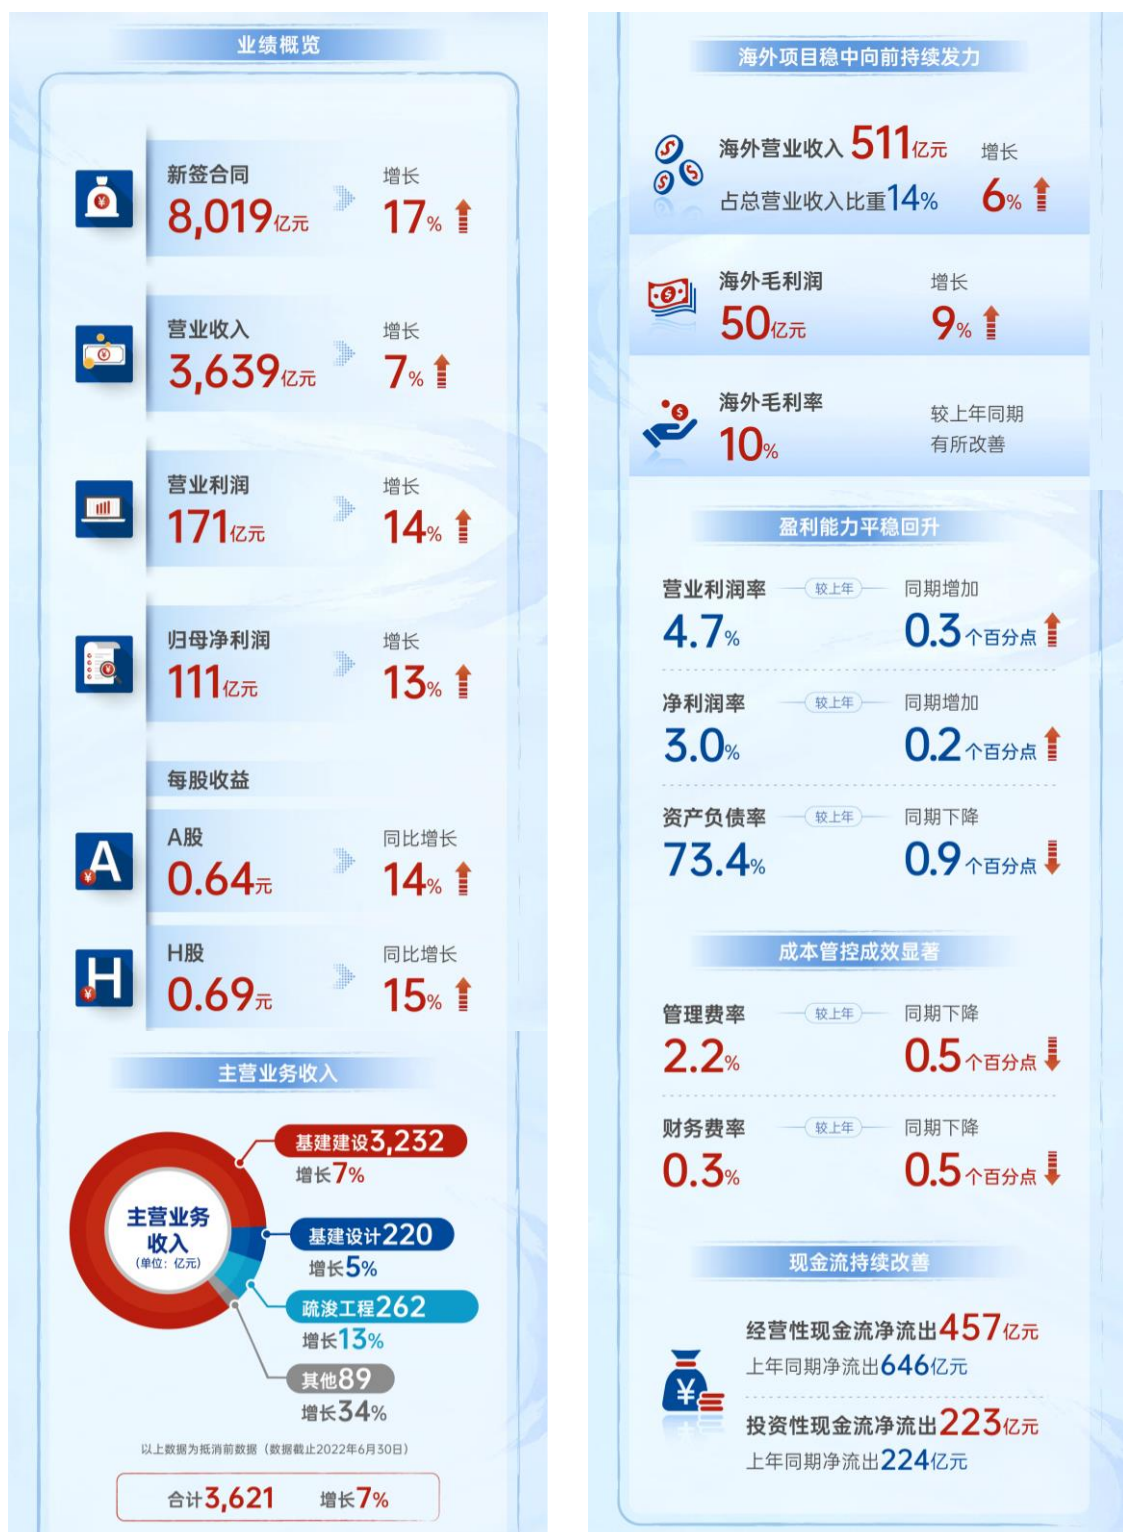 业绩概览
新签合同
增长
8,019亿元
17%
营业收入
增长
3,639亿元
7%
营业利润
增长
171亿元
14%
归母净利润
增长
111亿元
13%
每股收益
A股
同比增长
0.64元
14%
H股
同比增长
0.69元
15%
主营业务收入
主营业务
收入
(单位: 亿元)
基建建设3,232
增长7%
基建设计220
增长5%
疏浚工程262
增长13%
其他89
增长34%
以上数据为抵消前数据(数据截止2022年6月30日)
合计3,621 增长7%
海外项目稳中向前持续发力
海外营业收入511亿元
增长
占总营业收入比重14%
6%
海外毛利润
增长
50亿元
9%
海外毛利率
10%
较上年同期
有所改善
盈利能力平稳回升
营业利润率 较上年 同期增加
4.7% 0.3个百分点
净利润率 较上年 同期增加
3.0% 0.2个百分点
资产负债率 较上年 同期下降
73.4% 0.9个百分点
成本管控成效显著
管理费率 较上年 同期下降
2.2% 0.5个百分点
财务费率 较上年 同期下降
0.3% 0.5个百分点
现金流持续改善
经营性现金流净流出457亿元
上年同期净流出646亿元
投资性现金流净流出223亿元
上年同期净流出224亿元